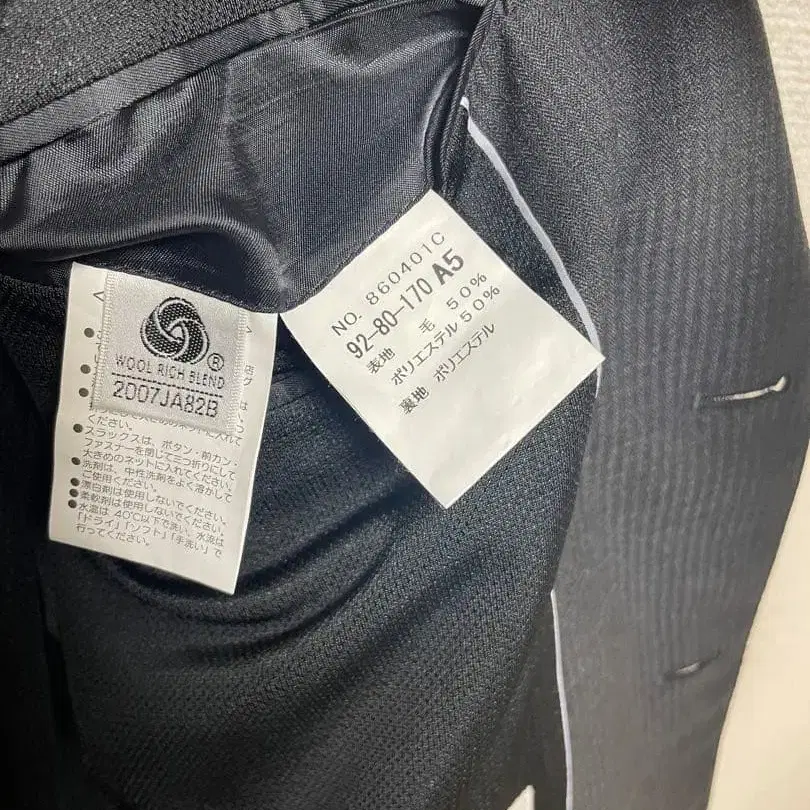 WOOL RICH BLEND
®
2007JA82B
●スラックスは、ボタン・前カン・
ファスナーを閉じて三つ折りにして
大きめのネットに入れてください。
●洗剤は、中性洗剤をよく溶かして
ご使用ください。
●漂白剤は使用しないでください。
●柔軟剤は使用しないでください。
●水温は40℃以下で洗い、水流は
「ドライ」「ソフト」「手洗い」で
行ってください。
NO. 860401C
92-80-170 A5
表地 毛 50%
ポリエステル 50%
裏地 ポリエステル